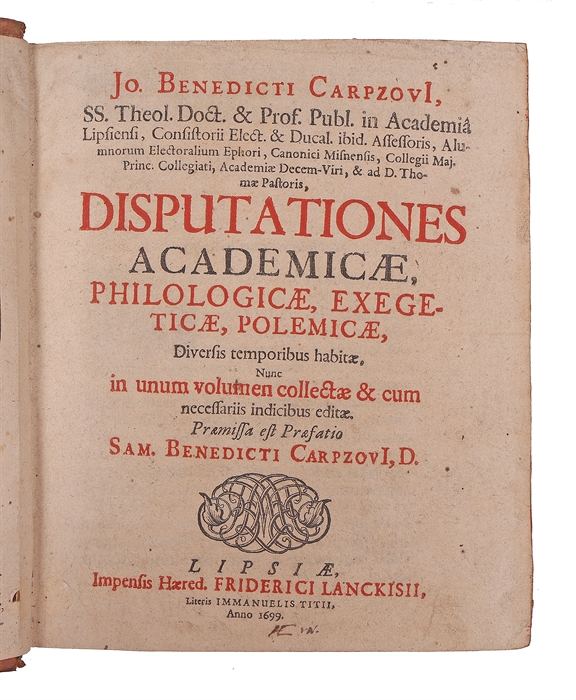 JO. BENEDICTI CARPZOVI,
SS. Theol. Doct. & Prof. Publ. in Academiâ
Lipsiensi, Consistorii Elect. & Ducal. ibid. Assessoris, Alu-
mnorum Electoralium Ephori, Canonici Misnensis, Collegii Maj.
Princ. Collegiati, Academiæ Decem-Viri, & ad D. Tho-
mæ Pastoris,
DISPUTATIONES
ACADEMICÆ,
PHILOLOGICÆ, EXEGE-
TICÆ, POLEMICÆ,
Diversis temporibus habitæ,
Nunc
in unum volumen collectæ & cum
necessariis indicibus editæ.
Præmissa est Præfatio
SAM. BENEDICTI CARPZOVI, D.
LIPSIÆ,
Impensis Hæred. FRIDERICI LANCKISII,
Literis IMMANUELIS TITII,
Anno 1699.